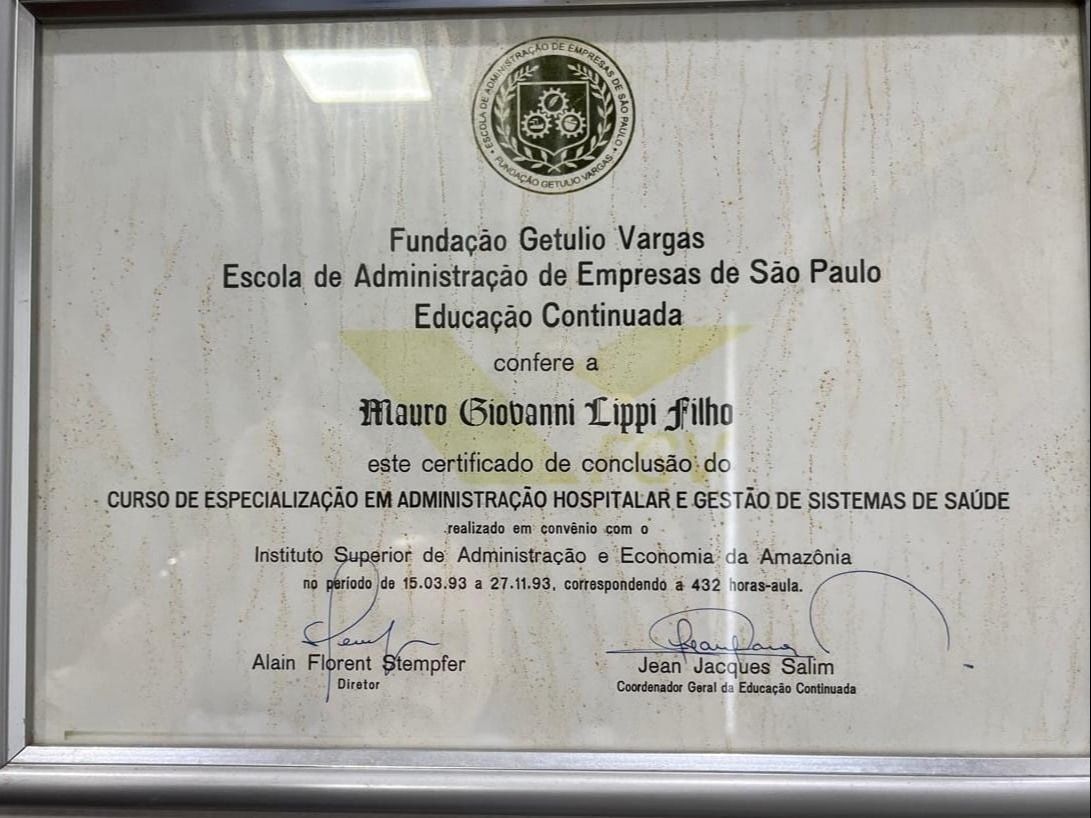 ESCOLA DE ADMINISTRAÇÃO DE EMPRESAS DE SÃO PAULO
FUNDAÇÃO GETULIO VARGAS
Fundação Getulio Vargas
Escola de Administração de Empresas de São Paulo
Educação Continuada
confere a
Mauro Giovanni Lippi Filho
FGV
este certificado de conclusão do
CURSO DE ESPECIALIZAÇÃO EM ADMINISTRAÇÃO HOSPITALAR E GESTÃO DE SISTEMAS DE SAÚDE
realizado em convênio com o
Instituto Superior de Administração e Economia da Amazônia
no período de 15.03.93 a 27.11.93, correspondendo a 432 horas-aula.
Alain Florent Stempfer
Diretor
Jean Jacques Salim
Coordenador Geral da Educação Continuada